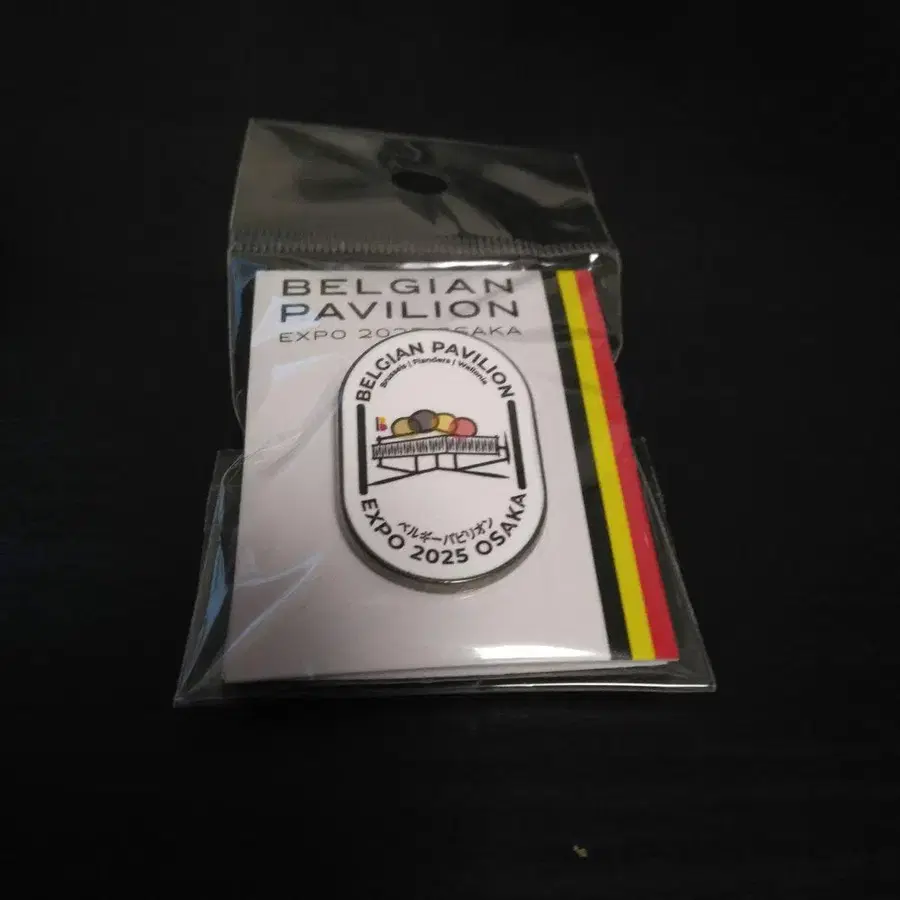 BELGIAN
PAVILION
EXPO 2025 OSAKA
BELGIAN PAVILION
Brussels | Flanders | Wallonia
B
ベルギーパビリオン
EXPO 2025 OSAKA